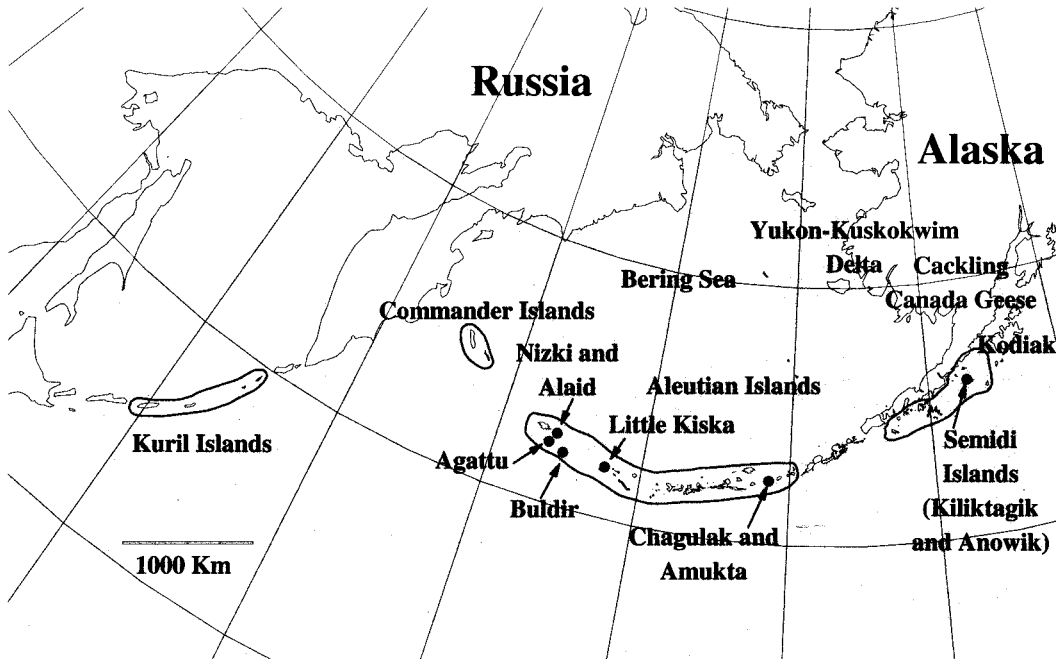 Russia
Alaska
Yukon-Kuskokwim
Delta
Cackling
Canada Geese
Bering Sea
Commander Islands
Kodiak
Nizki and
Alaid
Aleutian Islands
Little Kiska
Kuril Islands
Agattu
Buldir
Semidi
Islands
(Kiliktagik
and Anowik)
Chagulak and
Amukta
1000 Km